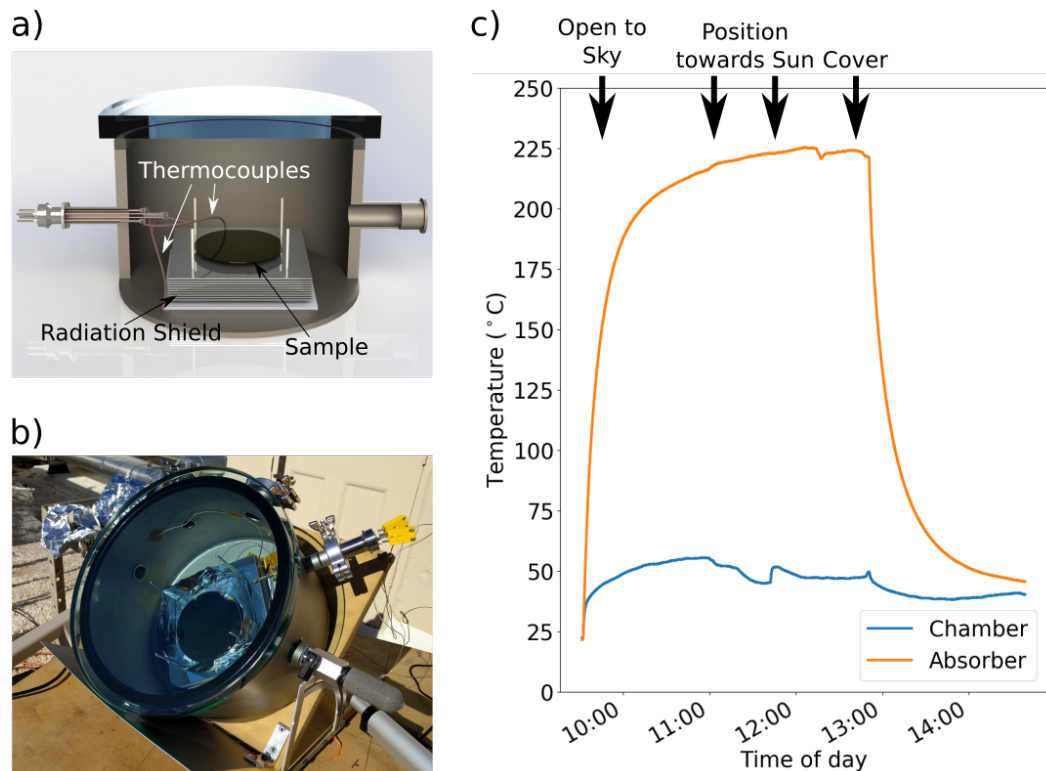 a)
Thermocouples
Radiation Shield
Sample
b)
c)
Open to
Sky
Position
towards Sun
Cover
250
225
200
175
150
125
100
75
50
25
0
Temperature (°C)
Chamber
Absorber
10:00
11:00
12:00
13:00
14:00
Time of day